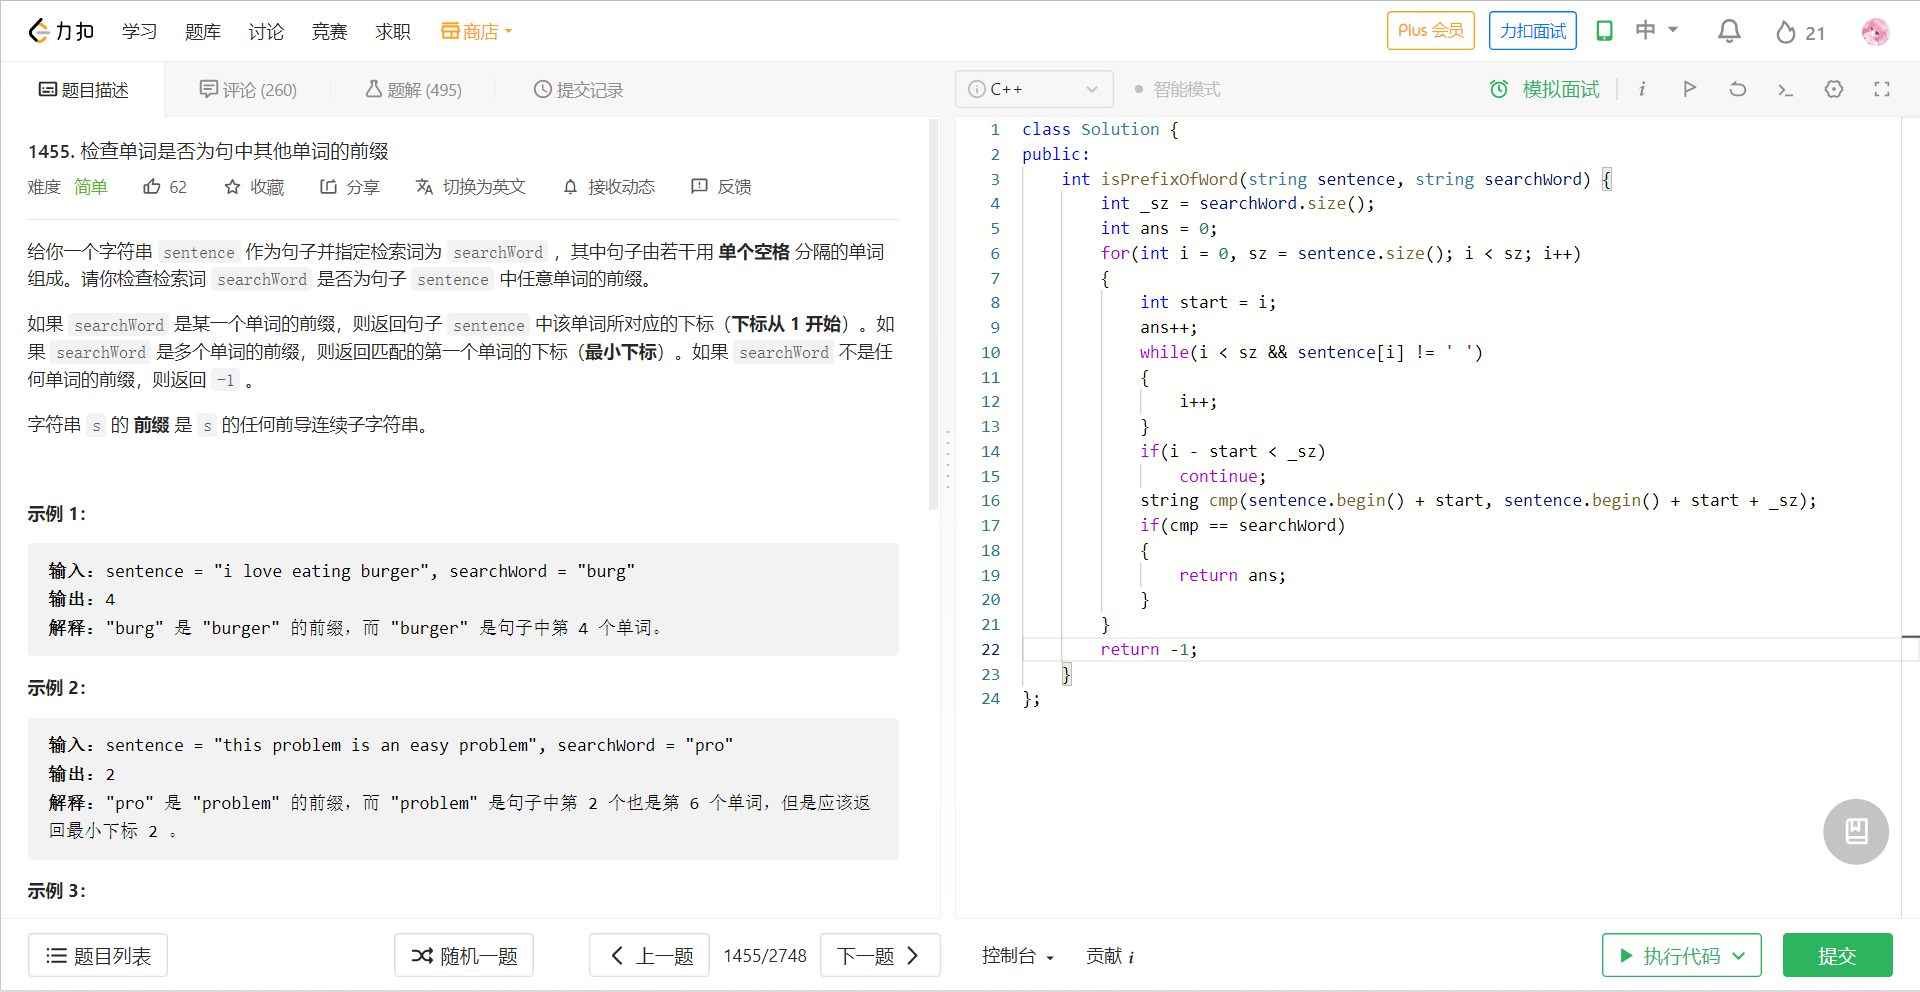 力扣 学习 题库 讨论 竞赛 求职 商店 Plus 会员 力扣面试 中 21
题目描述 评论 (260) 题解 (495) 提交记录
C++ 智能模式 模拟面试 i
1455. 检查单词是否为句中其他单词的前缀
难度 简单 62 收藏 分享 切换为英文 接收动态 反馈
给你一个字符串 sentence 作为句子并指定检索词为 searchWord ，其中句子由若干用 单个空格 分隔的单词
组成。请你检查检索词 searchWord 是否为句子 sentence 中任意单词的前缀。
如果 searchWord 是某一个单词的前缀，则返回句子 sentence 中该单词所对应的下标（下标从 1 开始）。如
果 searchWord 是多个单词的前缀，则返回匹配的第一个单词的下标（最小下标）。如果 searchWord 不是任
何单词的前缀，则返回 -1 。
字符串 s 的 前缀 是 s 的任何前导连续子字符串。
示例 1：
输入：sentence = "i love eating burger", searchWord = "burg"
输出：4
解释："burg" 是 "burger" 的前缀，而 "burger" 是句子中第 4 个单词。
示例 2：
输入：sentence = "this problem is an easy problem", searchWord = "pro"
输出：2
解释："pro" 是 "problem" 的前缀，而 "problem" 是句子中第 2 个也是第 6 个单词，但是应该返
回最小下标 2 。
示例 3：
1 class Solution {
2 public:
3 int isPrefixOfWord(string sentence, string searchWord) {
4 int _sz = searchWord.size();
5 int ans = 0;
6 for(int i = 0, sz = sentence.size(); i < sz; i++)
7 {
8 int start = i;
9 ans++;
10 while(i < sz && sentence[i] != ' ')
11 {
12 i++;
13 }
14 if(i - start < _sz)
15 continue;
16 string cmp(sentence.begin() + start, sentence.begin() + start + _sz);
17 if(cmp == searchWord)
18 {
19 return ans;
20 }
21 }
22 return -1;
23 }
24 };
题目列表 随机一题 上一题 1455/2748 下一题 控制台 贡献 i 执行代码 提交